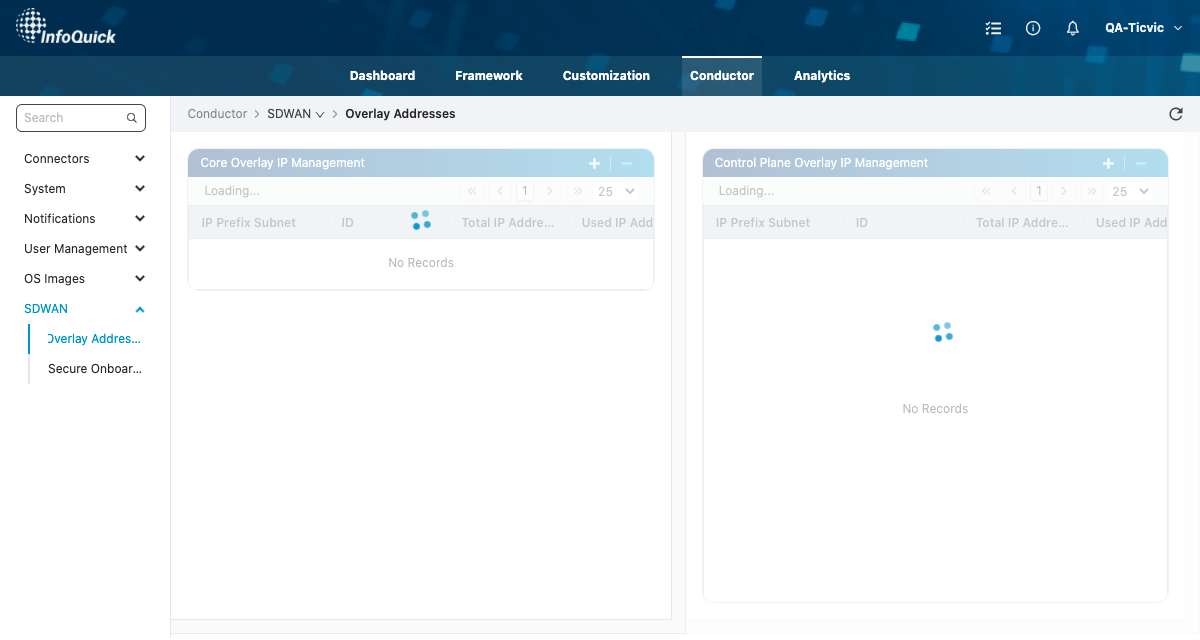 InfoQuick
QA-Ticvic
Dashboard Framework Customization Conductor Analytics
Search
Conductor > SDWAN > Overlay Addresses
Connectors
System
Notifications
User Management
OS Images
SDWAN
Overlay Addres...
Secure Onboar...
Core Overlay IP Management
Loading... « < 1 > » 25
IP Prefix Subnet ID Total IP Addre... Used IP Add
No Records
Control Plane Overlay IP Management
Loading... « < 1 > » 25
IP Prefix Subnet ID Total IP Addre... Used IP Add
No Records